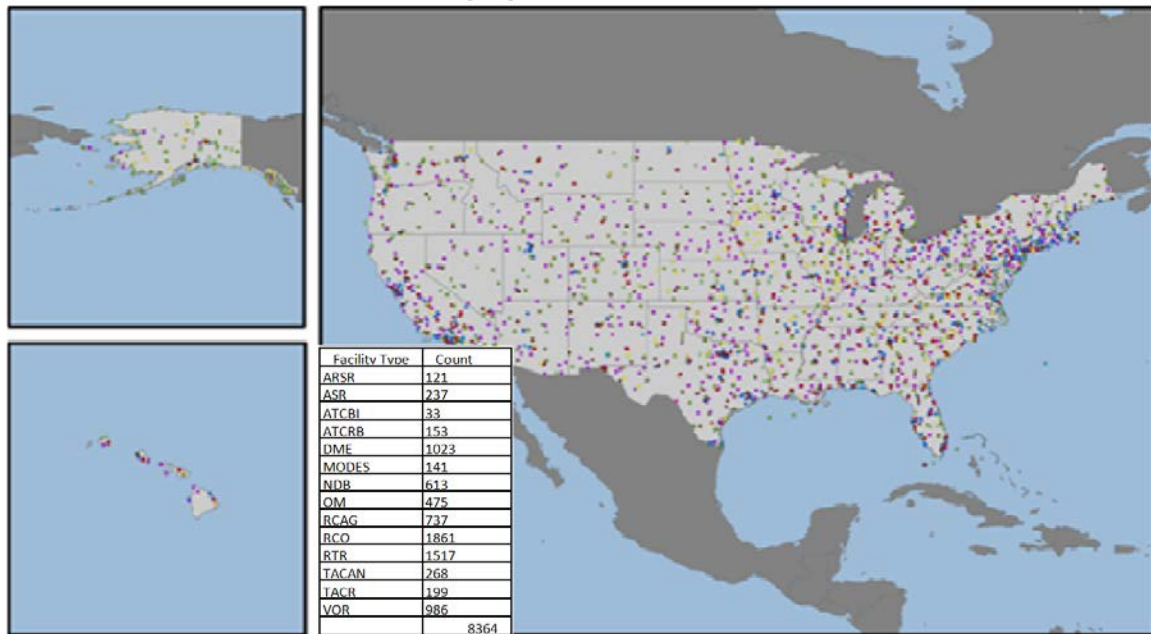 Facility Type Count
ARSR 121
ASR 237
ATCBI 33
ATCRB 153
DME 1023
MODES 141
NDB 613
OM 475
RCAG 737
RCO 1861
RTR 1517
TACAN 268
TACR 199
VOR 986
8364